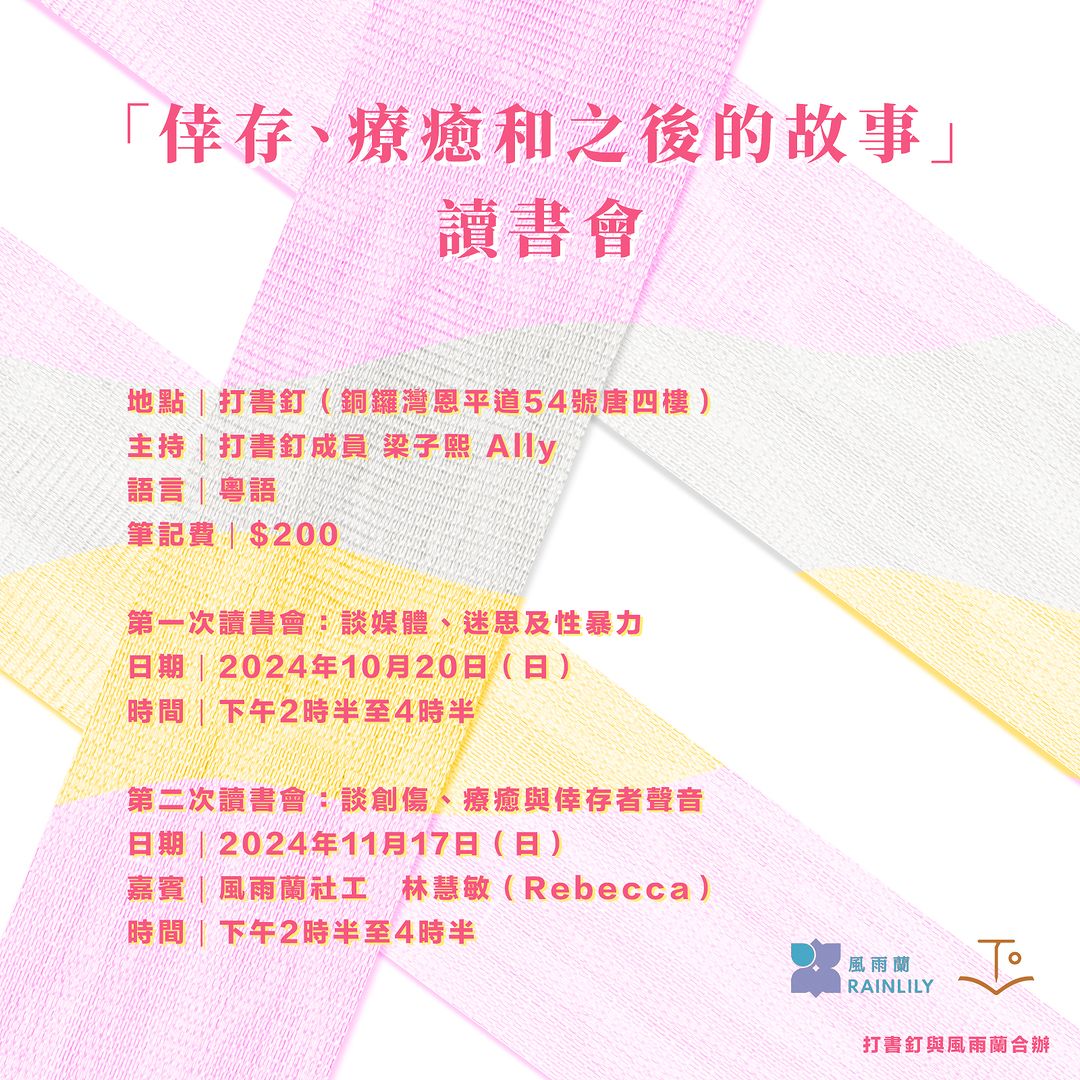 「倖存、療癒和之後的故事」
讀書會
地點｜打書釘（銅鑼灣恩平道54號唐四樓）
主持｜打書釘成員 梁子熙 Ally
語言｜粵語
筆記費｜$200
第一次讀書會：談媒體、迷思及性暴力
日期｜2024年10月20日（日）
時間｜下午2時半至4時半
第二次讀書會：談創傷、療癒與倖存者聲音
日期｜2024年11月17日（日）
嘉賓｜風雨蘭社工　林慧敏（Rebecca）
時間｜下午2時半至4時半
風雨蘭
RAINLILY
打書釘與風雨蘭合辦